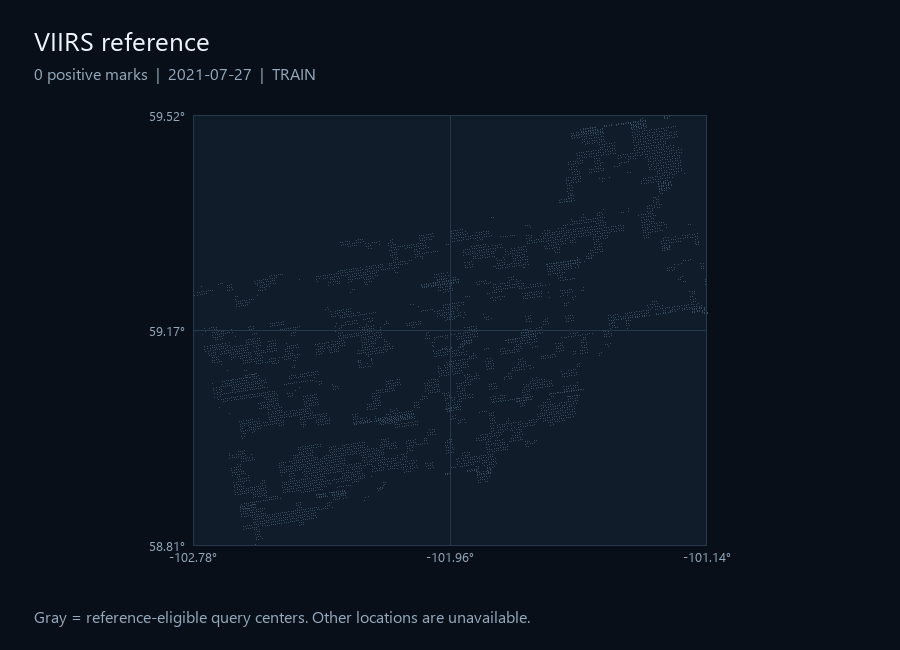 VIIRS reference
0 positive marks | 2021-07-27 | TRAIN
59.52°
59.17°
58.81°
-102.78°
-101.96°
-101.14°
Gray = reference-eligible query centers. Other locations are unavailable.